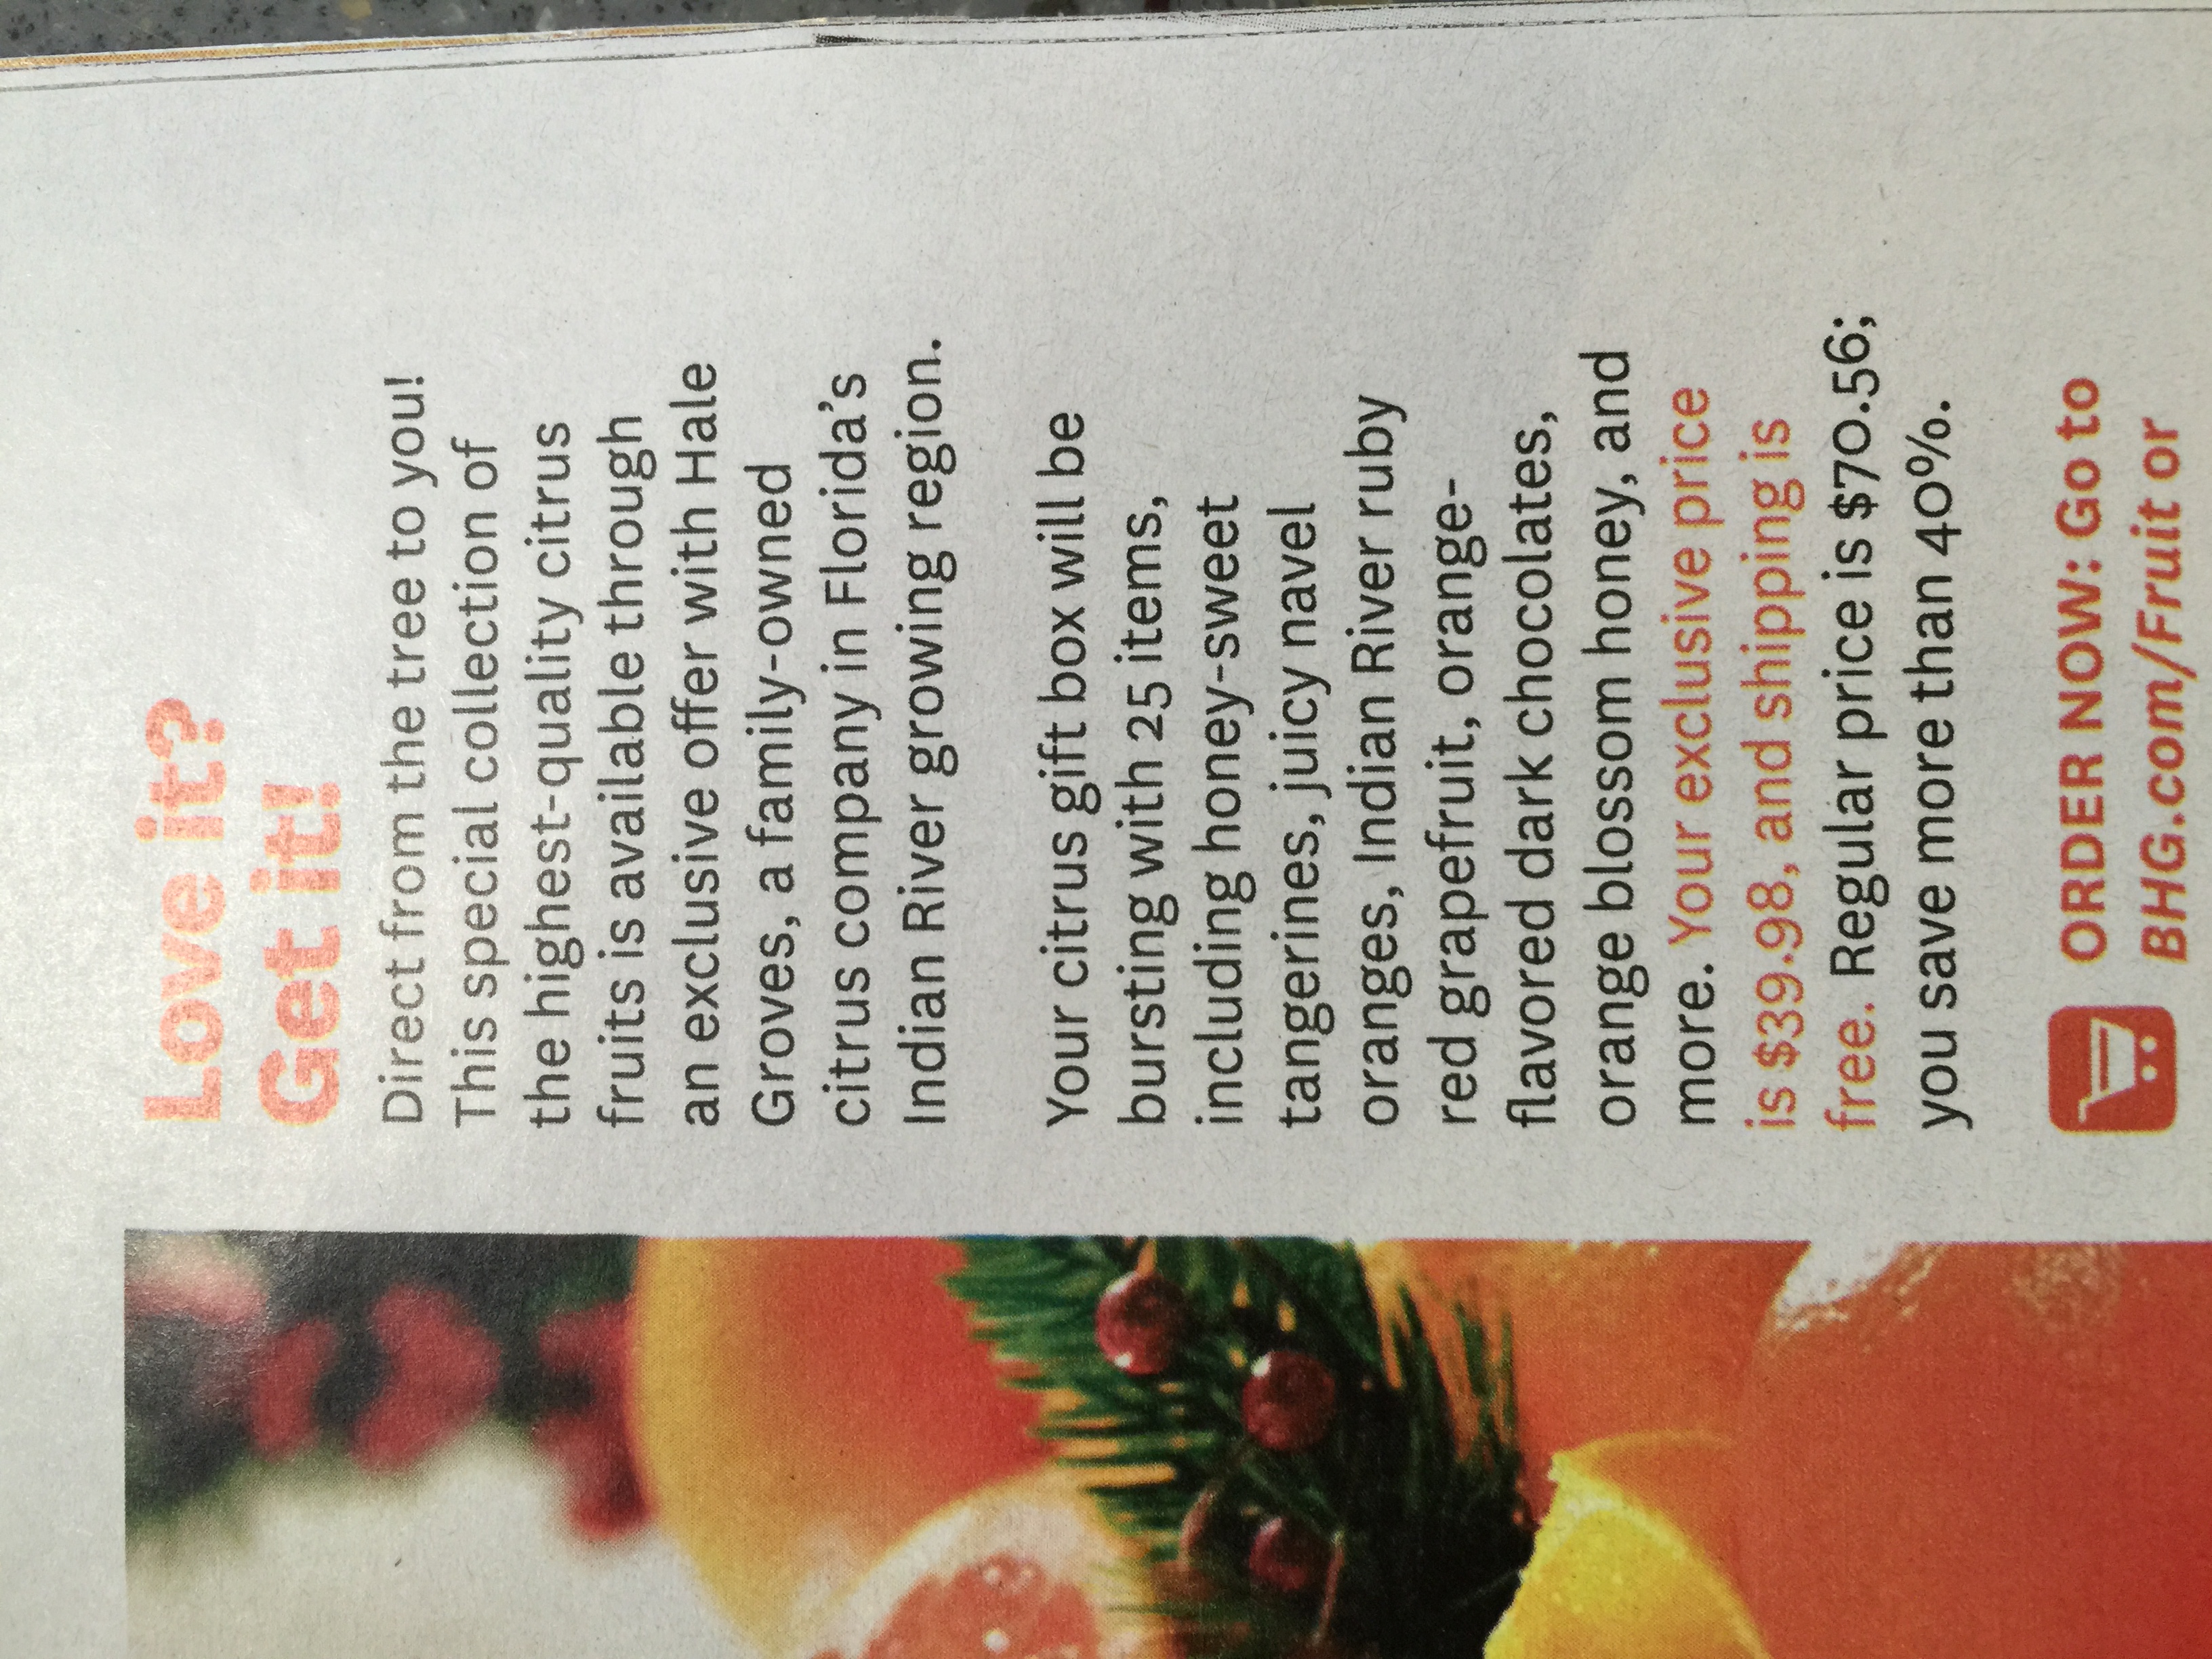 Love it?
Get it!
Direct from the tree to you!
This special collection of
the highest-quality citrus
fruits is available through
an exclusive offer with Hale
Groves, a family-owned
citrus company in Florida’s
Indian River growing region.
Your citrus gift box will be
bursting with 25 items,
including honey-sweet
tangerines, juicy navel
oranges, Indian River ruby
red grapefruit, orange-
flavored dark chocolates,
orange blossom honey, and
more. Your exclusive price
is $39.98, and shipping is
free. Regular price is $70.56;
you save more than 40%.
ORDER NOW: Go to
BHG.com/Fruit or